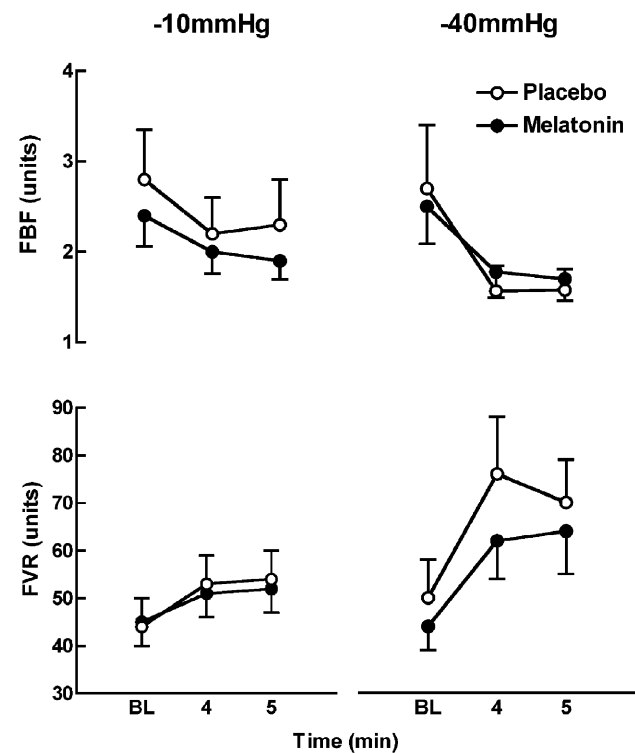 -10mmHg
-40mmHg
Placebo
Melatonin
FBF (units)
4
3
2
1
FVR (units)
90
80
70
60
50
40
30
BL 4 5
BL 4 5
Time (min)